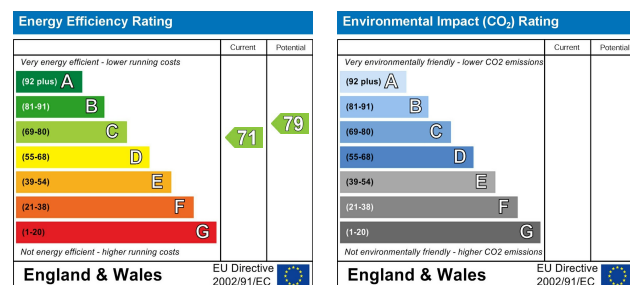 Energy Efficiency Rating
Current Potential
Very energy efficient - lower running costs
(92 plus) A
(81-91) B
(69-80) C
(55-68) D
(39-54) E
(21-38) F
(1-20) G
71
79
Not energy efficient - higher running costs
England & Wales
EU Directive
2002/91/EC
Environmental Impact (CO₂) Rating
Current Potential
Very environmentally friendly - lower CO2 emissions
(92 plus) A
(81-91) B
(69-80) C
(55-68) D
(39-54) E
(21-38) F
(1-20) G
Not environmentally friendly - higher CO2 emissions
England & Wales
EU Directive
2002/91/EC